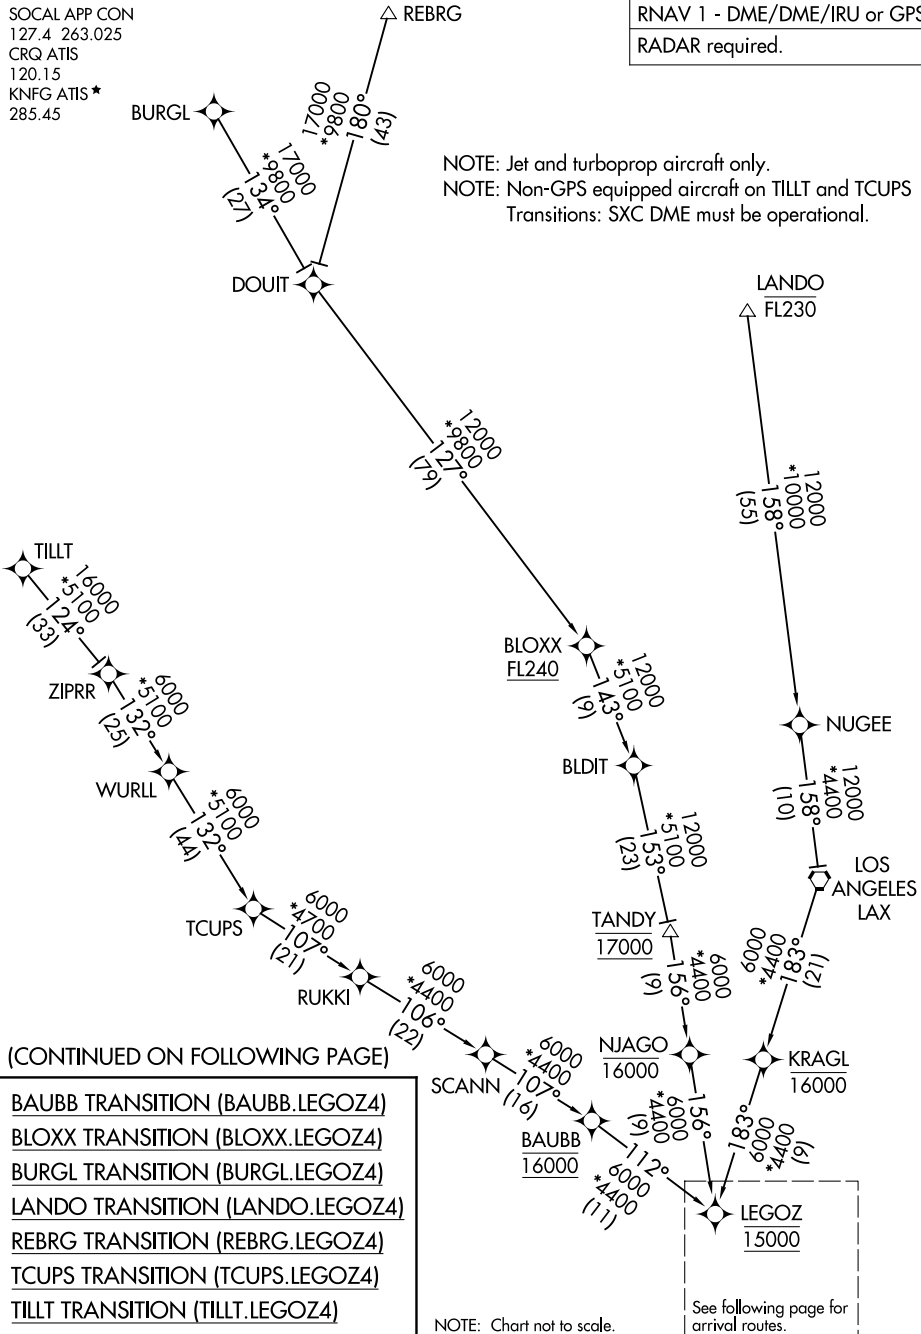 SOCAL APP CON
127.4 263.025
CRQ ATIS
120.15
KNFG ATIS ★
285.45
REBRG
RNAV 1 - DME/DME/IRU or GPS
RADAR required.
BURGL
17000
*9800
134°
(27)
17000
*9800
180°
(43)
NOTE: Jet and turboprop aircraft only.
NOTE: Non-GPS equipped aircraft on TILLT and TCUPS
Transitions: SXC DME must be operational.
DOUIT
LANDO
FL230
12000
*9800
127°
(79)
12000
*10000
158°
(55)
TILLT
16000
*5100
124°
(33)
ZIPRR
6000
*5100
132°
(25)
WURLL
6000
*5100
132°
(44)
TCUPS
6000
*4700
107°
(21)
RUKKI
6000
*4400
106°
(22)
SCANN
6000
*4400
107°
(16)
BAUBB
16000
112°
6000
*4400
(11)
BLOXX
FL240
12000
*5100
143°
(9)
BLDIT
12000
*5100
153°
(23)
TANDY
17000
6000
*4400
156°
(9)
NJAGO
16000
156°
6000
*4400
(9)
NUGEE
12000
*4400
158°
(10)
LOS
ANGELES
LAX
6000
*4400
183°
(21)
KRAGL
16000
183°
6000
*4400
(9)
LEGOZ
15000
See following page for
arrival routes.
(CONTINUED ON FOLLOWING PAGE)
BAUBB TRANSITION (BAUBB.LEGOZ4)
BLOXX TRANSITION (BLOXX.LEGOZ4)
BURGL TRANSITION (BURGL.LEGOZ4)
LANDO TRANSITION (LANDO.LEGOZ4)
REBRG TRANSITION (REBRG.LEGOZ4)
TCUPS TRANSITION (TCUPS.LEGOZ4)
TILLT TRANSITION (TILLT.LEGOZ4)
NOTE: Chart not to scale.